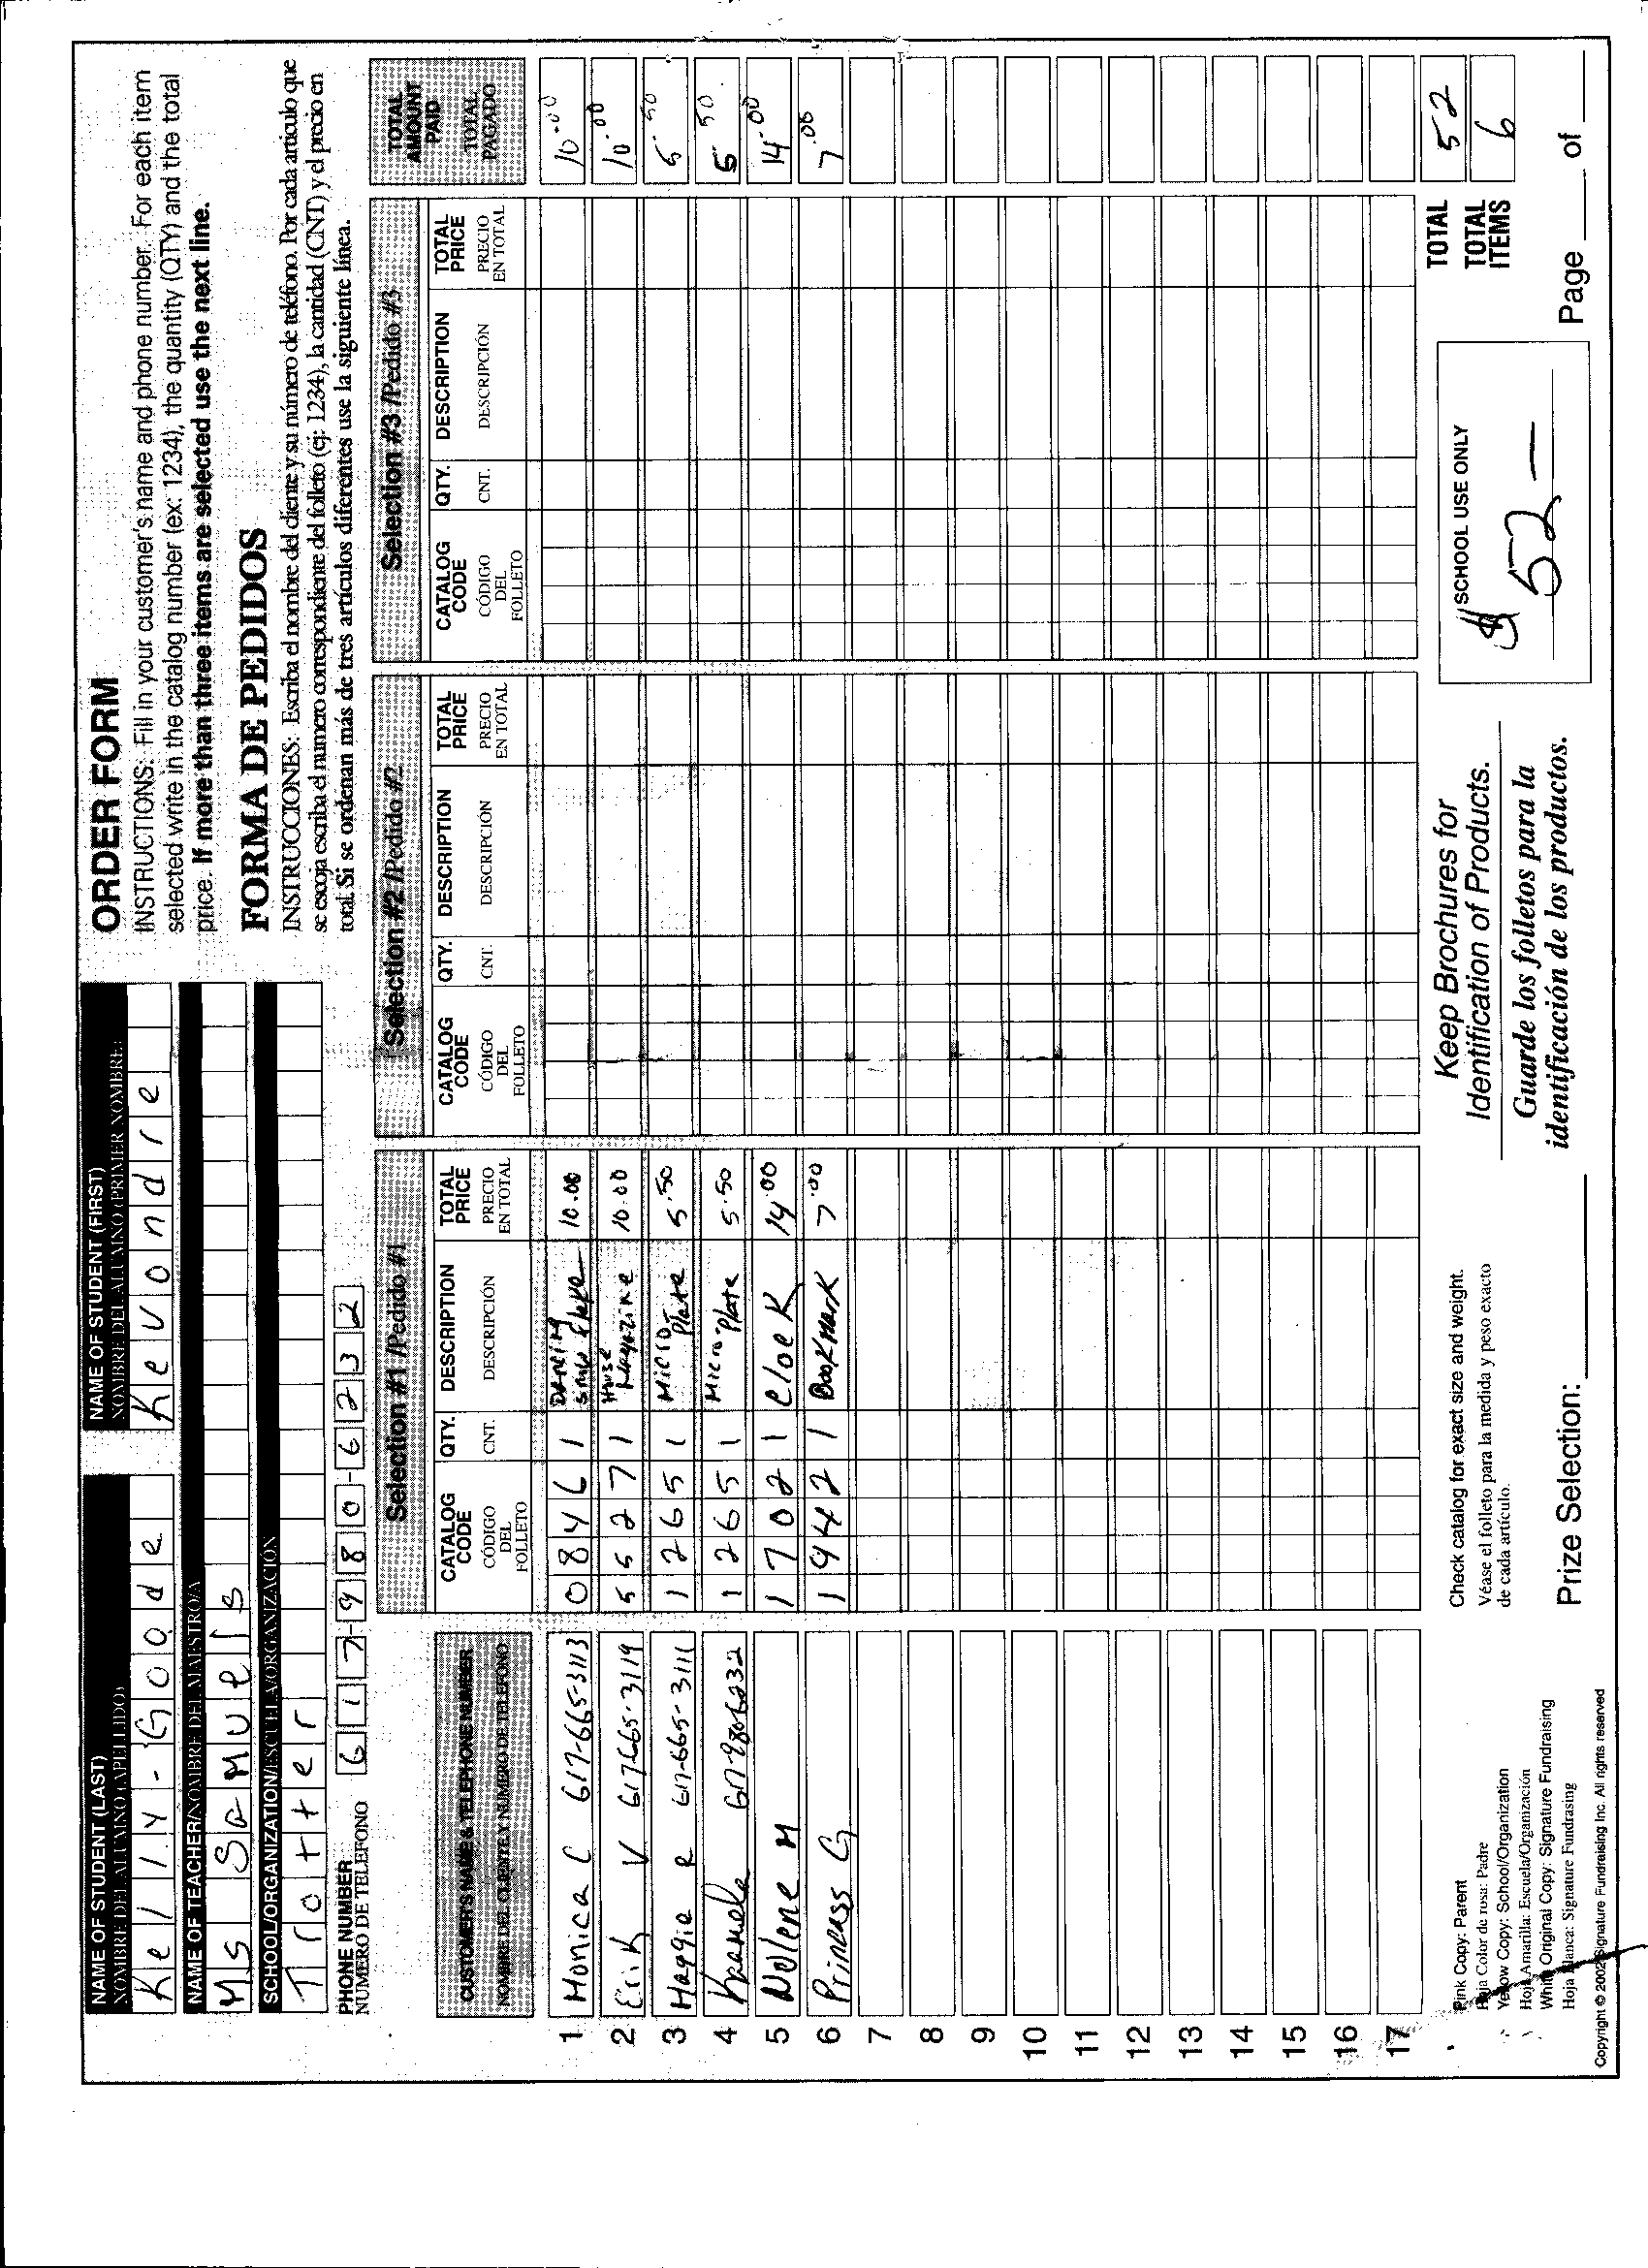 NAME OF STUDENT (LAST)
NOMBRE DEL ALUMNO (APELLIDO)
Kelly-Goode
NAME OF STUDENT (FIRST)
NOMBRE DEL ALUMNO (PRIMER NOMBRE)
Kevondre
NAME OF TEACHER/NOMBRE DEL MAESTRO/A
Ms Samuels
SCHOOL/ORGANIZATION/ESCUELA/ORGANIZACIÓN
Trotter
PHONE NUMBER
NUMERO DE TELEFONO
617-980-6232
ORDER FORM
INSTRUCTIONS: Fill in your customer's name and phone number. For each item
selected write in the catalog number (ex: 1234), the quantity (QTY) and the total
price. If more than three items are selected use the next line.
FORMA DE PEDIDOS
INSTRUCCIONES: Escriba el nombre del cliente y su número de teléfono. Por cada artículo que
se escoja escriba el numero correspondiente del folleto (ej: 1234), la cantidad (CNT) y el precio en
total. Si se ordenan más de tres artículos diferentes use la siguiente línea.
CUSTOMER'S NAME & TELEPHONE NUMBER
NOMBRE DEL CLIENTE Y NUMERO DE TELEFONO
Selection #1 /Pedido #1
CATALOG CODE QTY. DESCRIPTION TOTAL PRICE
CÓDIGO DEL FOLLETO CNT. DESCRIPCIÓN PRECIO EN TOTAL
Selection #2 /Pedido #2
CATALOG CODE QTY. DESCRIPTION TOTAL PRICE
CÓDIGO DEL FOLLETO CNT. DESCRIPCIÓN PRECIO EN TOTAL
Selection #3 /Pedido #3
CATALOG CODE QTY. DESCRIPTION TOTAL PRICE
CÓDIGO DEL FOLLETO CNT. DESCRIPCIÓN PRECIO EN TOTAL
TOTAL AMOUNT PAID
TOTAL PAGADO
1 Monica C 617-665-3113 0846 1 Dancing Snow flake 10.00 10.00
2 Erik V 617-665-3119 5527 1 House Magazine 10.00 10.00
3 Maggie R 617-665-3111 1265 1 Micro Plate 5.50 5.50
4 617-9806232 1265 1 Micro Plate 5.50 5.50
5 Nolene M 1702 1 Clock 14.00 14.00
6 Princess G 1942 1 Bookmark 7.00 7.00
7
8
9
10
11
12
13
14
15
16
17
TOTAL 52
TOTAL ITEMS 6
Pink Copy: Parent
Hoja Color de rosa: Padre
Yellow Copy: School/Organization
Hoja Amarilla: Escuela/Organización
White Original Copy: Signature Fundraising
Hoja Blanca: Signature Fundrasing
Copyright © 2002 Signature Fundraising Inc. All rights reserved
Check catalog for exact size and weight.
Véase el folleto para la medida y peso exacto
de cada artículo.
Prize Selection:
Keep Brochures for
Identification of Products.
Guarde los folletos para la
identificación de los productos.
SCHOOL USE ONLY
$ 52 —
Page of